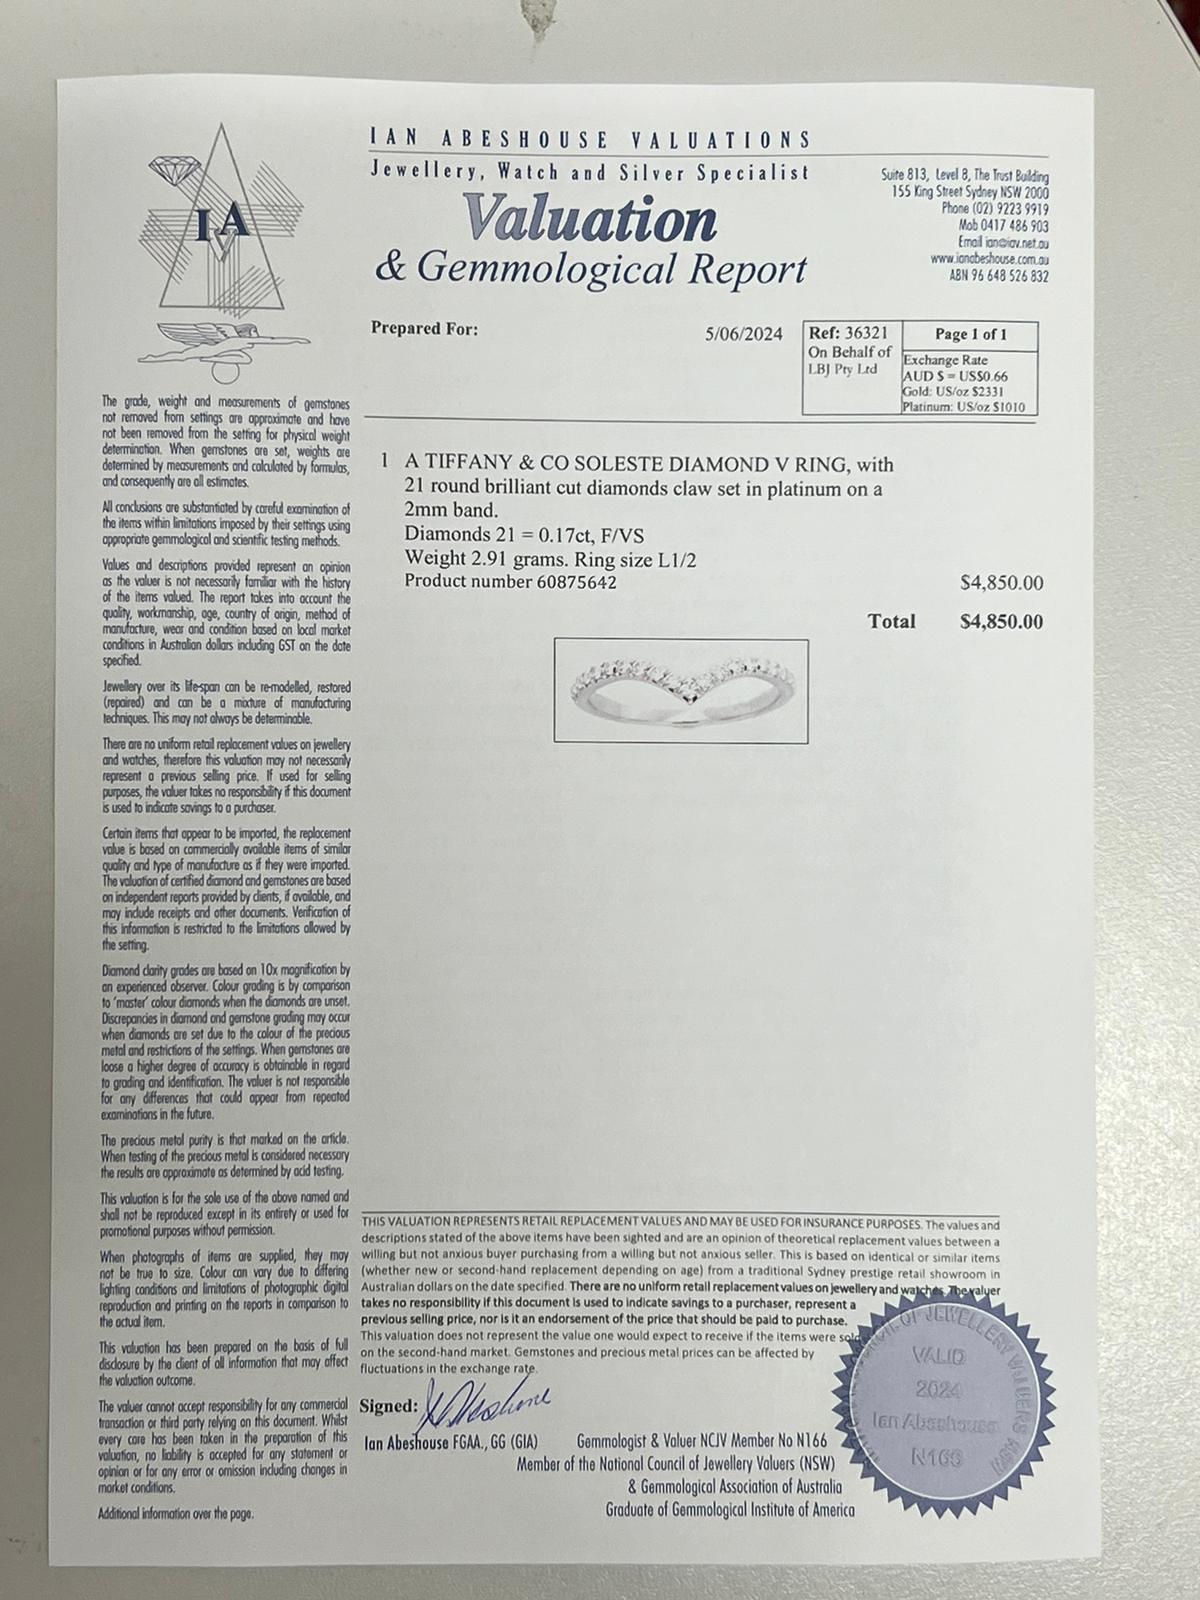 IAN ABESHOUSE VALUATIONS
Jewellery, Watch and Silver Specialist
Valuation
& Gemmological Report
Suite 813, Level 8, The Trust Building
155 King Street Sydney NSW 2000
Phone (02) 9223 9919
Mob 0417 486 903
Email ian@iav.net.au
www.ianabeshouse.com.au
ABN 96 648 526 832
IAV
Prepared For:
5/06/2024
Ref: 36321
On Behalf of
LBJ Pty Ltd
Page 1 of 1
Exchange Rate
AUD $ = US$0.66
Gold: US/oz $2331
Platinum: US/oz $1010
1 A TIFFANY & CO SOLESTE DIAMOND V RING, with
21 round brilliant cut diamonds claw set in platinum on a
2mm band.
Diamonds 21 = 0.17ct, F/VS
Weight 2.91 grams. Ring size L1/2
Product number 60875642 $4,850.00
Total $4,850.00
The grade, weight and measurements of gemstones
not removed from settings are approximate and have
not been removed from the setting for physical weight
determination. When gemstones are set, weights are
determined by measurements and calculated by formulas,
and consequently are all estimates.
All conclusions are substantiated by careful examination of
the items within limitations imposed by their settings using
appropriate gemmological and scientific testing methods.
Values and descriptions provided represent an opinion
as the valuer is not necessarily familiar with the history
of the items valued. The report takes into account the
quality, workmanship, age, country of origin, method of
manufacture, wear and condition based on local market
conditions in Australian dollars including GST on the date
specified.
Jewellery over its life-span can be re-modelled, restored
(repaired) and can be a mixture of manufacturing
techniques. This may not always be determinable.
There are no uniform retail replacement values on jewellery
and watches, therefore this valuation may not necessarily
represent a previous selling price. If used for selling
purposes, the valuer takes no responsibility if this document
is used to indicate savings to a purchaser.
Certain items that appear to be imported, the replacement
value is based on commercially available items of similar
quality and type of manufacture as if they were imported.
The valuation of certified diamond and gemstones are based
on independent reports provided by clients, if available, and
may include receipts and other documents. Verification of
this information is restricted to the limitations allowed by
the setting.
Diamond clarity grades are based on 10x magnification by
an experienced observer. Colour grading is by comparison
to 'master' colour diamonds when the diamonds are unset.
Discrepancies in diamond and gemstone grading may occur
when diamonds are set due to the colour of the precious
metal and restrictions of the settings. When gemstones are
loose a higher degree of accuracy is obtainable in regard
to grading and identification. The valuer is not responsible
for any differences that could appear from repeated
examinations in the future.
The precious metal purity is that marked on the article.
When testing of the precious metal is considered necessary
the results are approximate as determined by acid testing.
This valuation is for the sole use of the above named and
shall not be reproduced except in its entirety or used for
promotional purposes without permission.
When photographs of items are supplied, they may
not be true to size. Colour can vary due to differing
lighting conditions and limitations of photographic digital
reproduction and printing on the reports in comparison to
the actual item.
This valuation has been prepared on the basis of full
disclosure by the client of all information that may affect
the valuation outcome.
The valuer cannot accept responsibility for any commercial
transaction or third party relying on this document. Whilst
every care has been taken in the preparation of this
valuation, no liability is accepted for any statement or
opinion or for any error or omission including changes in
market conditions.
Additional information over the page.
THIS VALUATION REPRESENTS RETAIL REPLACEMENT VALUES AND MAY BE USED FOR INSURANCE PURPOSES. The values and
descriptions stated of the above items have been sighted and are an opinion of theoretical replacement values between a
willing but not anxious buyer purchasing from a willing but not anxious seller. This is based on identical or similar items
(whether new or second-hand replacement depending on age) from a traditional Sydney prestige retail showroom in
Australian dollars on the date specified. There are no uniform retail replacement values on jewellery and watches. The valuer
takes no responsibility if this document is used to indicate savings to a purchaser, represent a
previous selling price, nor is it an endorsement of the price that should be paid to purchase.
This valuation does not represent the value one would expect to receive if the items were sold
on the second-hand market. Gemstones and precious metal prices can be affected by
fluctuations in the exchange rate.
Signed:
Ian Abeshouse FGAA., GG (GIA)
Gemmologist & Valuer NCJV Member No N166
Member of the National Council of Jewellery Valuers (NSW)
& Gemmological Association of Australia
Graduate of Gemmological Institute of America
OF JEWELLERY VALUERS
VALID
2024
Ian Abeshouse
N166